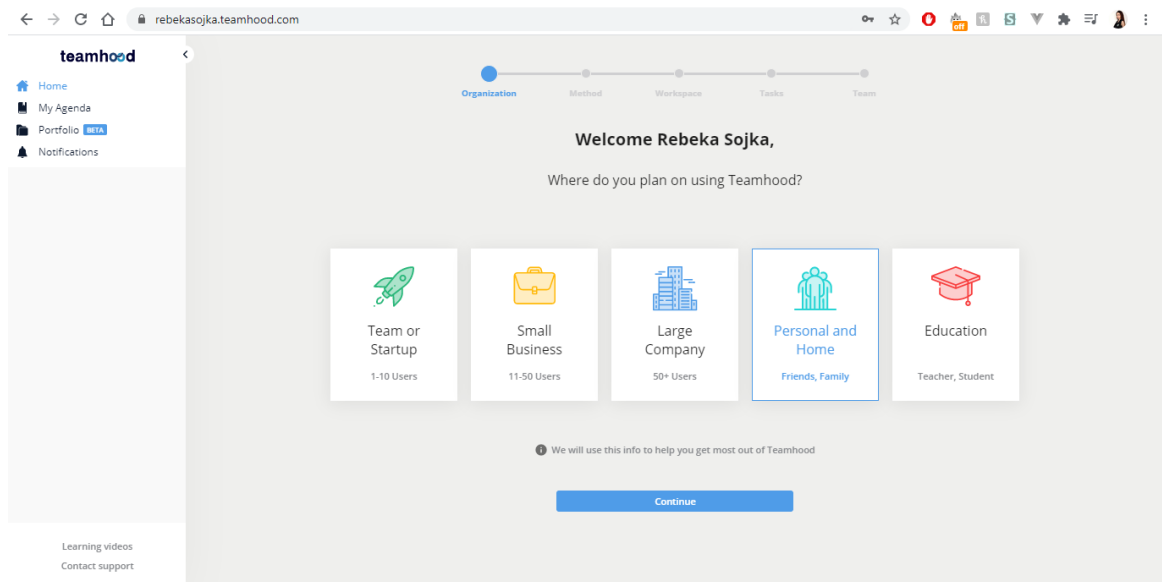 rebekasojka.teamhood.com
off
teamhood
Home
My Agenda
Portfolio BETA
Notifications
Organization
Method
Workspace
Tasks
Team
Welcome Rebeka Sojka,
Where do you plan on using Teamhood?
Team or
Startup
1-10 Users
Small
Business
11-50 Users
Large
Company
50+ Users
Personal and
Home
Friends, Family
Education
Teacher, Student
We will use this info to help you get most out of Teamhood
Continue
Learning videos
Contact support